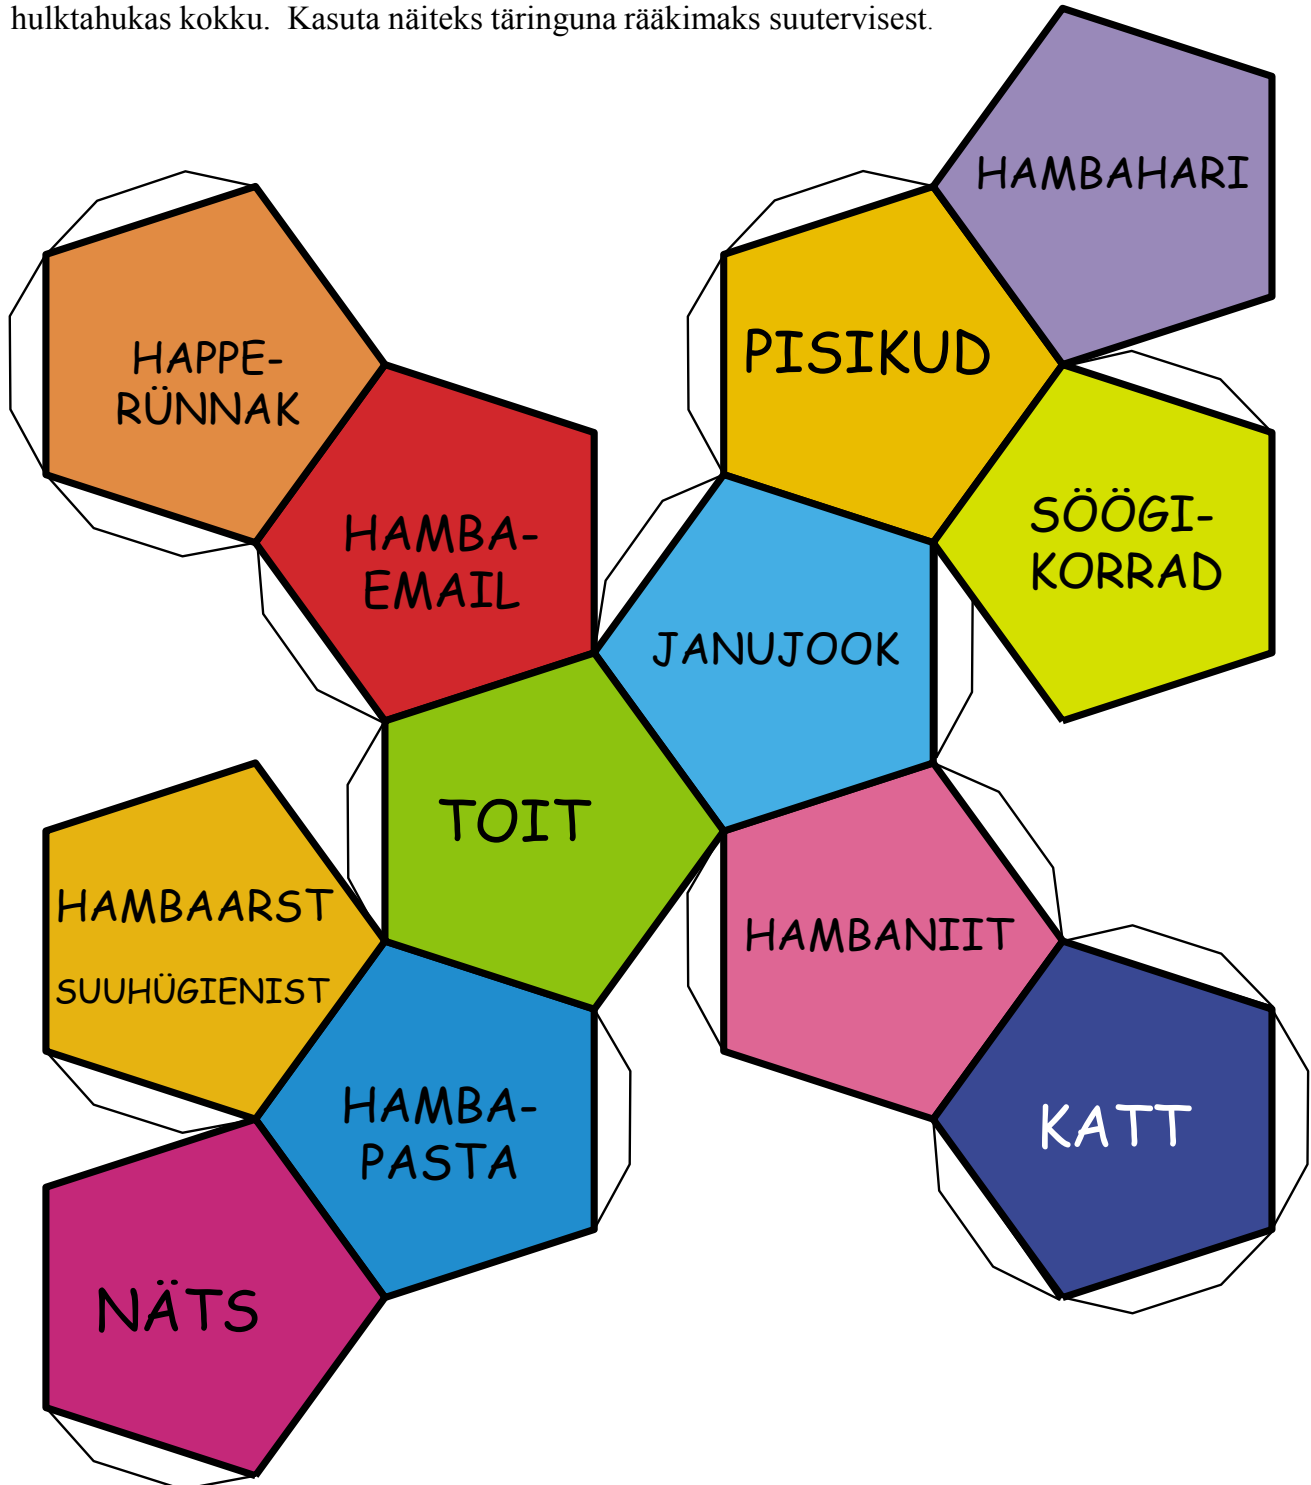 hulktahukas kokku.  Kasuta näiteks täringuna rääkimaks suutervisest.
HAMBAHARI
PISIKUD
HAPPE-
RÜNNAK
HAMBA-
EMAIL
SÖÖGI-
KORRAD
JANUJOOK
TOIT
HAMBAARST
SUUHÜGIENIST
HAMBANIIT
HAMBA-
PASTA
KATT
NÄTS